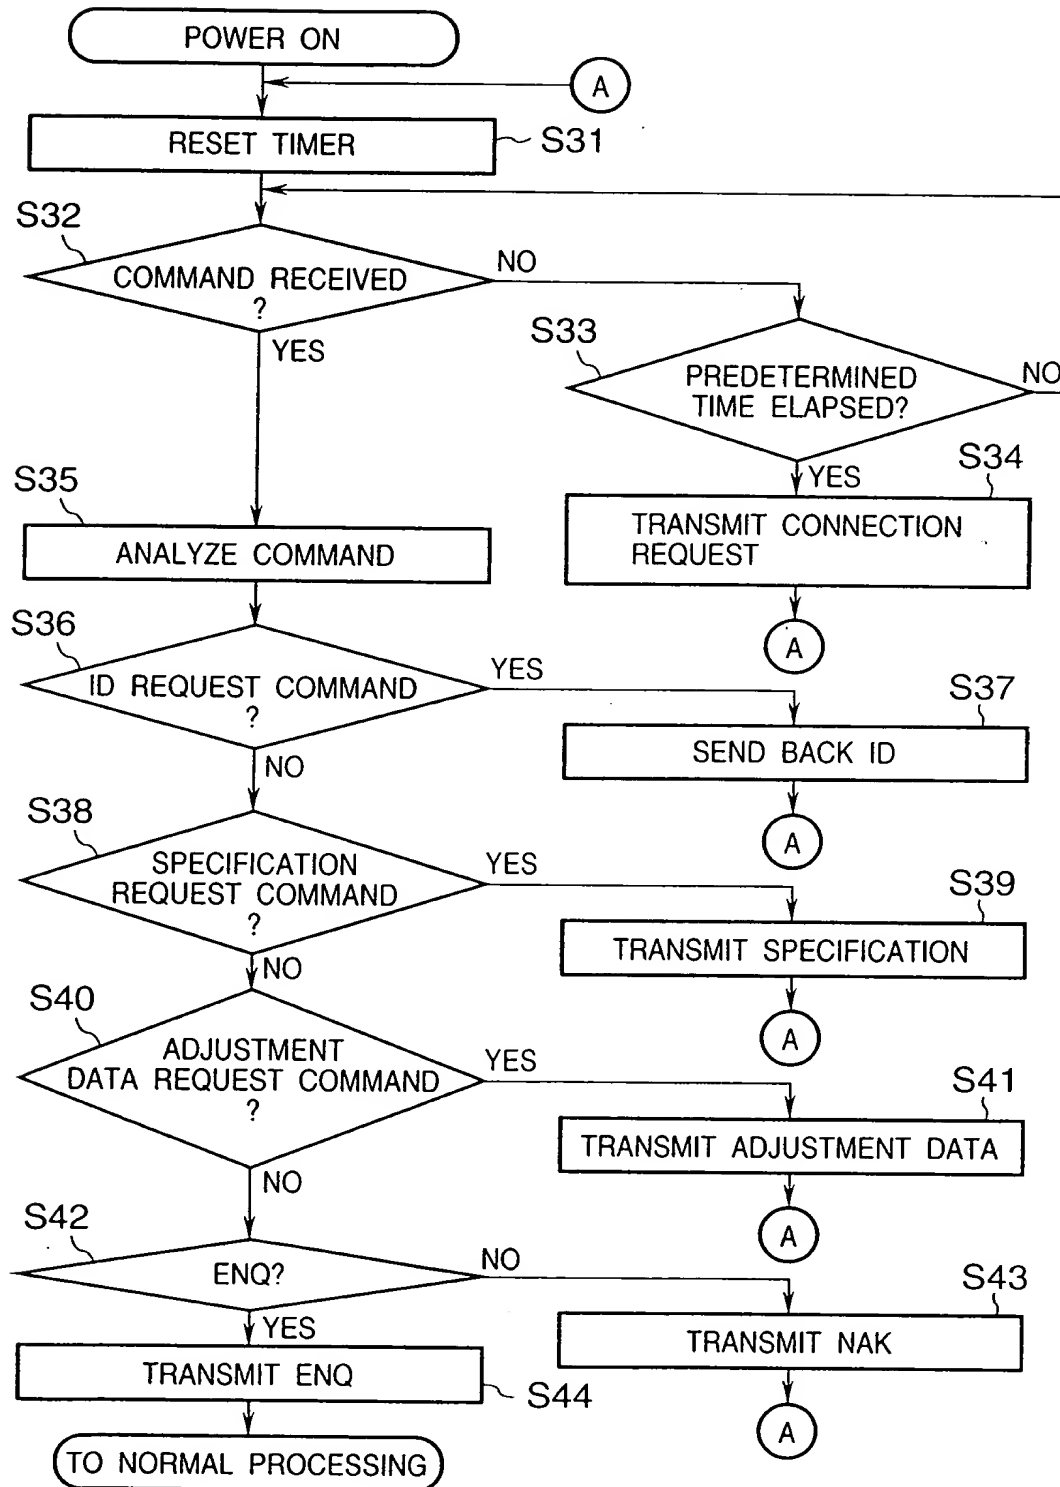 POWER ON
A
RESET TIMER
S31
S32
COMMAND RECEIVED
?
NO
YES
S33
PREDETERMINED
TIME ELAPSED?
NO
YES
S34
TRANSMIT CONNECTION
REQUEST
A
S35
ANALYZE COMMAND
S36
ID REQUEST COMMAND
?
YES
NO
S37
SEND BACK ID
A
S38
SPECIFICATION
REQUEST COMMAND
?
YES
NO
S39
TRANSMIT SPECIFICATION
A
S40
ADJUSTMENT
DATA REQUEST COMMAND
?
YES
NO
S41
TRANSMIT ADJUSTMENT DATA
A
S42
ENQ?
NO
YES
S43
TRANSMIT NAK
A
TRANSMIT ENQ
S44
TO NORMAL PROCESSING